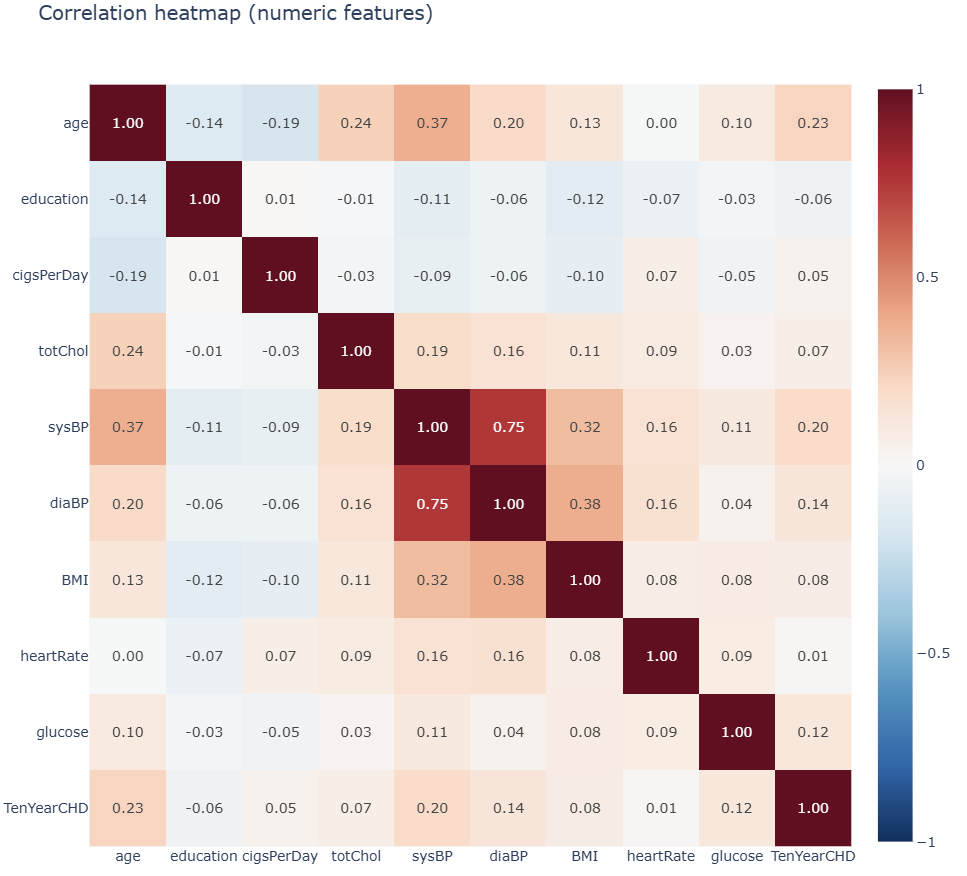 Correlation heatmap (numeric features)
age 1.00 -0.14 -0.19 0.24 0.37 0.20 0.13 0.00 0.10 0.23
education -0.14 1.00 0.01 -0.01 -0.11 -0.06 -0.12 -0.07 -0.03 -0.06
cigsPerDay -0.19 0.01 1.00 -0.03 -0.09 -0.06 -0.10 0.07 -0.05 0.05
totChol 0.24 -0.01 -0.03 1.00 0.19 0.16 0.11 0.09 0.03 0.07
sysBP 0.37 -0.11 -0.09 0.19 1.00 0.75 0.32 0.16 0.11 0.20
diaBP 0.20 -0.06 -0.06 0.16 0.75 1.00 0.38 0.16 0.04 0.14
BMI 0.13 -0.12 -0.10 0.11 0.32 0.38 1.00 0.08 0.08 0.08
heartRate 0.00 -0.07 0.07 0.09 0.16 0.16 0.08 1.00 0.09 0.01
glucose 0.10 -0.03 -0.05 0.03 0.11 0.04 0.08 0.09 1.00 0.12
TenYearCHD 0.23 -0.06 0.05 0.07 0.20 0.14 0.08 0.01 0.12 1.00
age education cigsPerDay totChol sysBP diaBP BMI heartRate glucose TenYearCHD
1
0.5
0
−0.5
−1